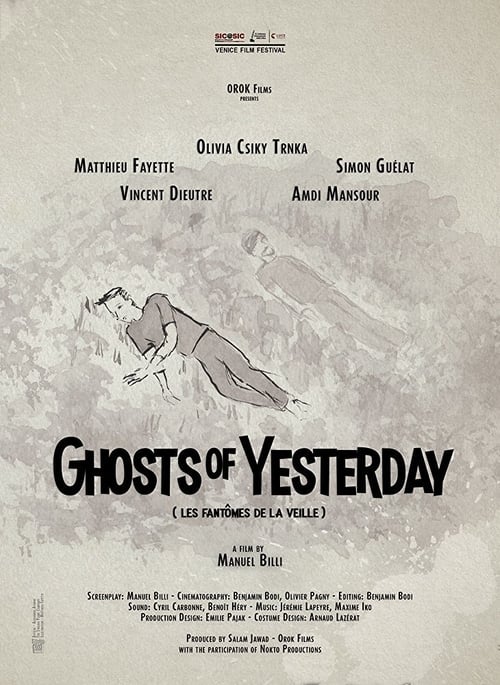 SIC@SIC
VENICE FILM FESTIVAL
OROK FILMS
PRESENTS
OLIVIA CSIKY TRNKA
MATTHIEU FAYETTE SIMON GUÉLAT
VINCENT DIEUTRE AMDI MANSOUR
GHOSTS OF YESTERDAY
( LES FANTÔMES DE LA VEILLE )
A FILM BY
MANUEL BILLI
SCREENPLAY: MANUEL BILLI - CINEMATOGRAPHY: BENJAMIN BODI, OLIVIER PAGNY - EDITING: BENJAMIN BODI
SOUND: CYRIL CARBONNE, BENOÎT HÉRY - MUSIC: JÉRÉMIE LAPEYRE, MAXIME IKO
PRODUCTION DESIGN: EMILIE PAJAK - COSTUME DESIGN: ARNAUD LAZÉRAT
PRODUCED BY SALAM JAWAD - OROK FILMS
WITH THE PARTICIPATION OF NOKTO PRODUCTIONS